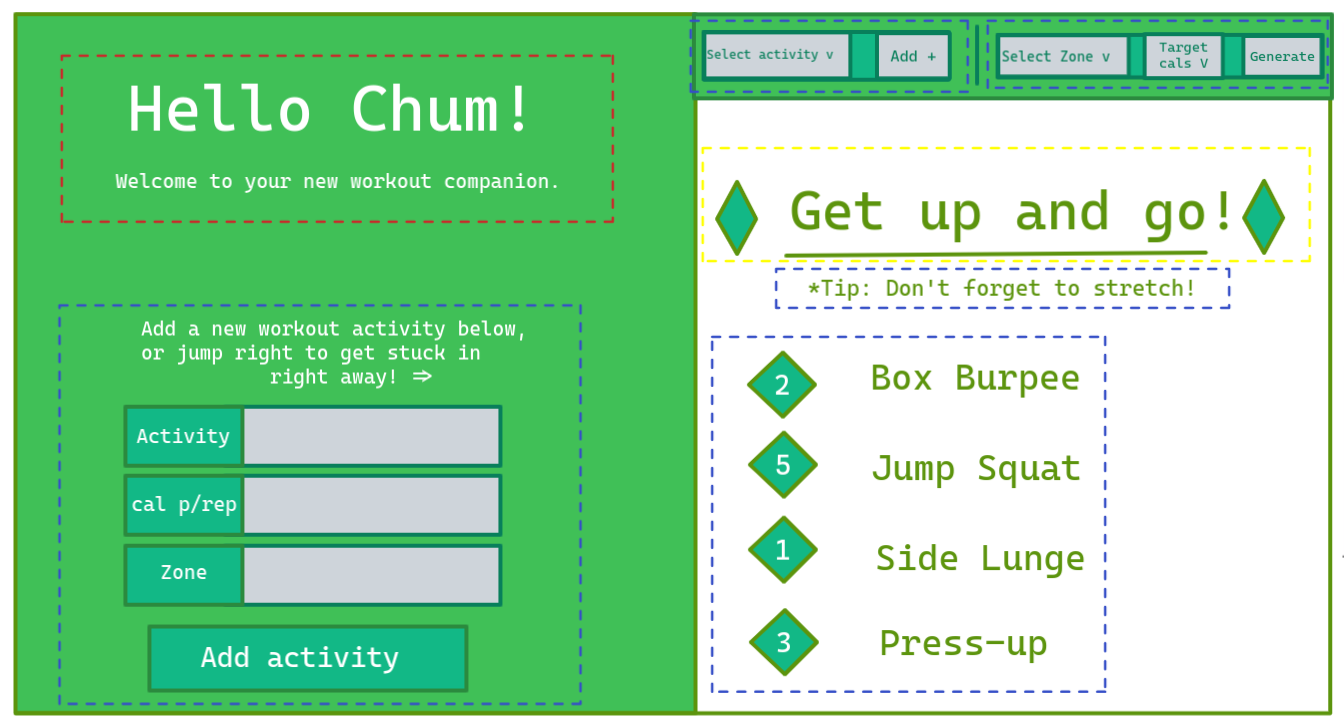 Hello Chum!
Welcome to your new workout companion.
Add a new workout activity below,
or jump right to get stuck in
right away! =>
Activity
cal p/rep
Zone
Add activity
Select activity v
Add +
Select Zone v
Target
cals V
Generate
Get up and go!
*Tip: Don't forget to stretch!
2 Box Burpee
5 Jump Squat
1 Side Lunge
3 Press-up